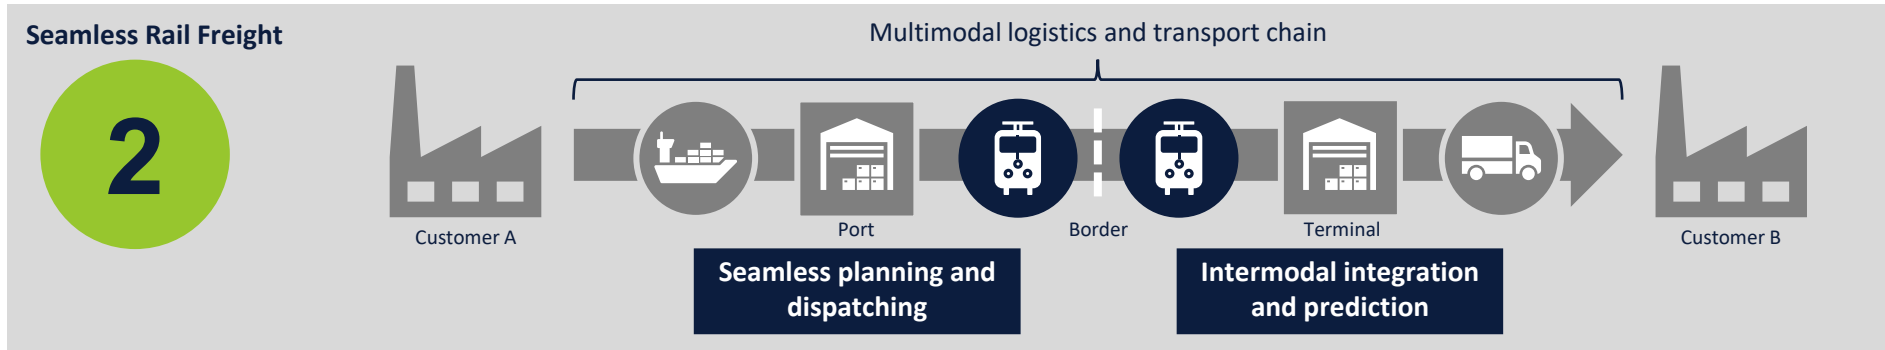 Seamless Rail Freight
2
Multimodal logistics and transport chain
Customer A
Port
Border
Terminal
Customer B
Seamless planning and
dispatching
Intermodal integration
and prediction